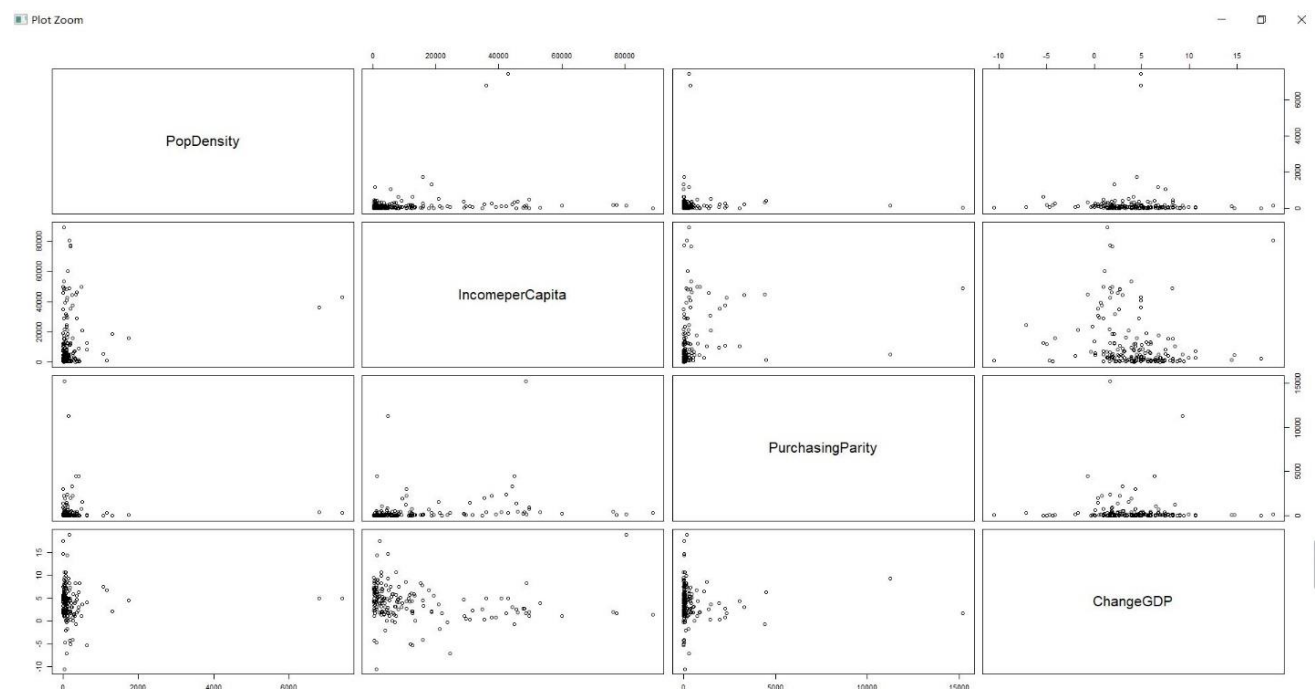 Plot Zoom
0 20000 40000 60000 80000 -10 -5 0 5 10 15
PopDensity
0 2000 4000 6000
0 20000 40000 60000 80000
IncomeperCapita
PurchasingParity
0 5000 10000 15000
-10 -5 0 5 10 15
ChangeGDP
0 2000 4000 6000 0 5000 10000 15000